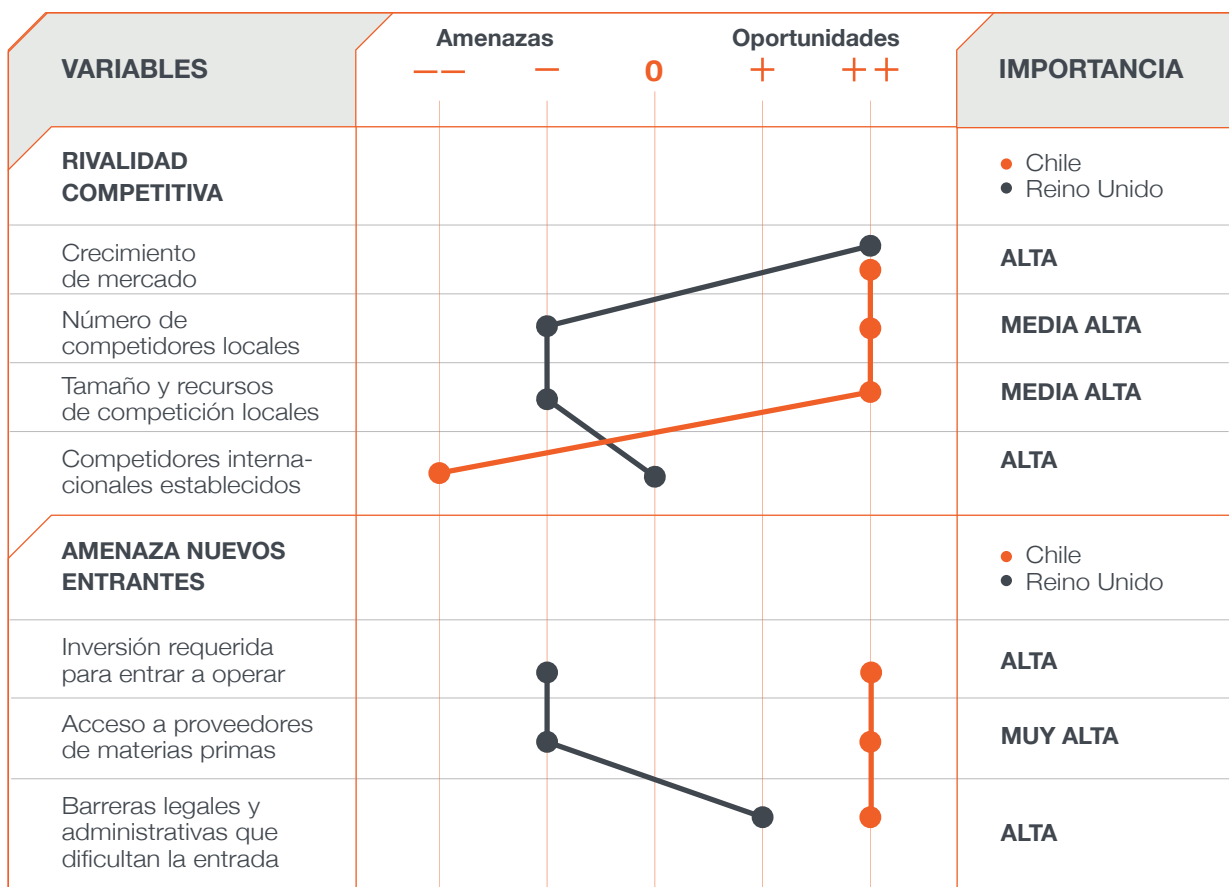 VARIABLES
Amenazas
Oportunidades
—— — 0 + ++
IMPORTANCIA
RIVALIDAD
COMPETITIVA
Chile
Reino Unido
Crecimiento
de mercado
ALTA
Número de
competidores locales
MEDIA ALTA
Tamaño y recursos
de competición locales
MEDIA ALTA
Competidores interna-
cionales establecidos
ALTA
AMENAZA NUEVOS
ENTRANTES
Chile
Reino Unido
Inversión requerida
para entrar a operar
ALTA
Acceso a proveedores
de materias primas
MUY ALTA
Barreras legales y
administrativas que
dificultan la entrada
ALTA